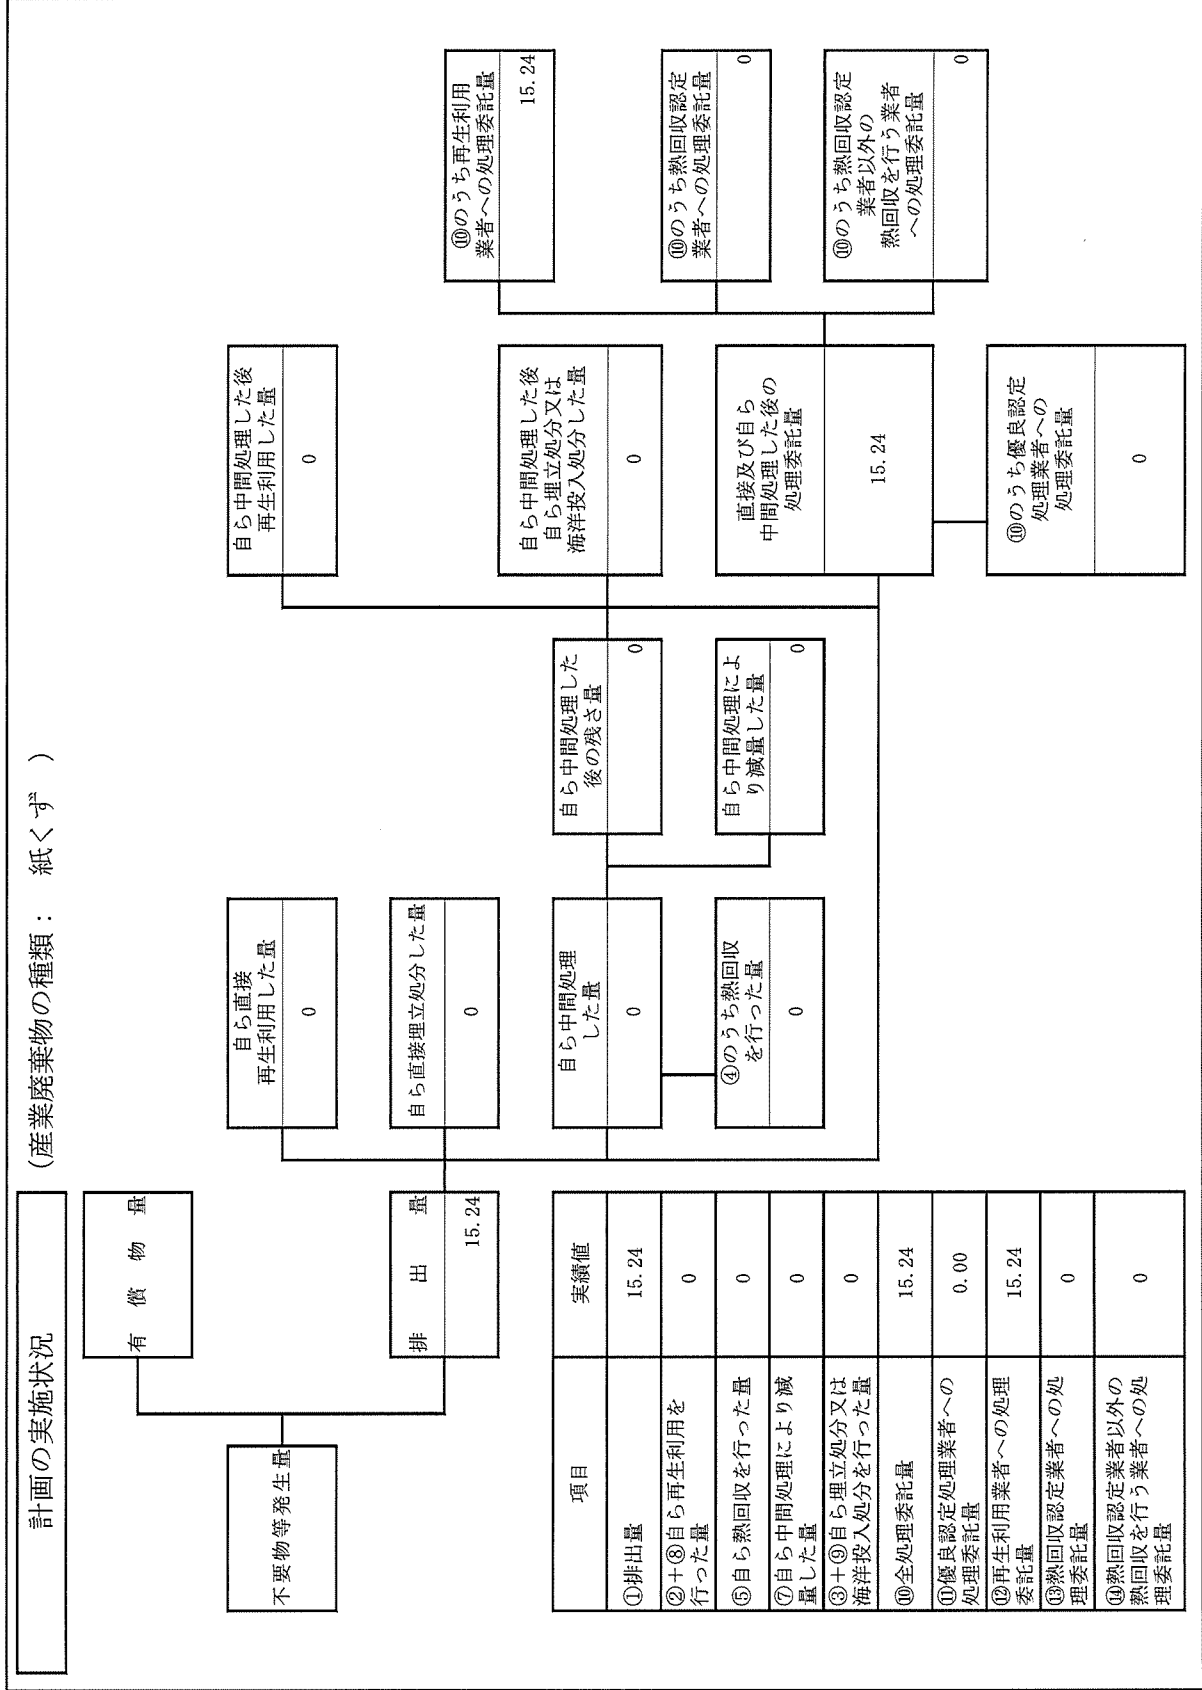 計画の実施状況
（産業廃棄物の種類： 紙くず ）
不要物等発生量
有償物量
排出量
15.24
自ら直接
再生利用した量
0
自ら直接埋立処分した量
0
自ら中間処理
した量
0
④のうち熱回収
を行った量
0
自ら中間処理した
後の残さ量
0
自ら中間処理によ
り減量した量
0
自ら中間処理した後
再生利用した量
0
自ら中間処理した後
自ら埋立処分又は
海洋投入処分した量
0
直接及び自ら
中間処理した後の
処理委託量
15.24
⑩のうち優良認定
処理業者への
処理委託量
0
⑩のうち再生利用
業者への処理委託量
15.24
⑩のうち熱回収認定
業者への処理委託量
0
⑩のうち熱回収認定
業者以外の
熱回収を行う業者
への処理委託量
0
項目 実績値
①排出量 15.24
②＋⑧自ら再生利用を
行った量 0
⑤自ら熱回収を行った量 0
⑦自ら中間処理により減
量した量 0
③＋⑨自ら埋立処分又は
海洋投入処分を行った量 0
⑩全処理委託量 15.24
⑪優良認定処理業者への
処理委託量 0.00
⑫再生利用業者への処理
委託量 15.24
⑬熱回収認定業者への処
理委託量 0
⑭熱回収認定業者以外の
熱回収を行う業者への処
理委託量 0